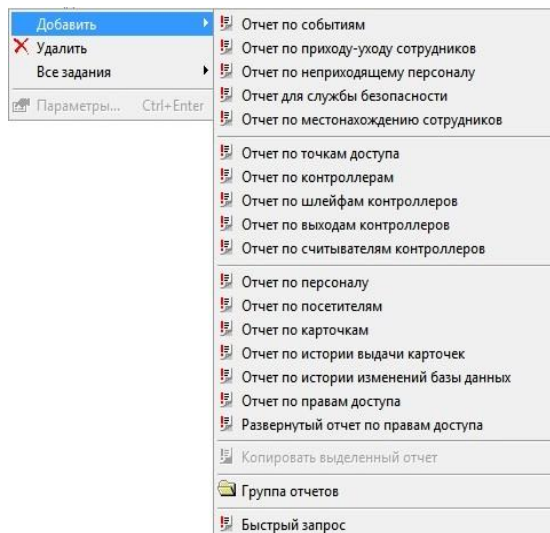 Добавить
Удалить
Все задания
Параметры... Ctrl+Enter
Отчет по событиям
Отчет по приходу-уходу сотрудников
Отчет по неприходящему персоналу
Отчет для службы безопасности
Отчет по местонахождению сотрудников
Отчет по точкам доступа
Отчет по контроллерам
Отчет по шлейфам контроллеров
Отчет по выходам контроллеров
Отчет по считывателям контроллеров
Отчет по персоналу
Отчет по посетителям
Отчет по карточкам
Отчет по истории выдачи карточек
Отчет по истории изменений базы данных
Отчет по правам доступа
Развернутый отчет по правам доступа
Копировать выделенный отчет
Группа отчетов
Быстрый запрос